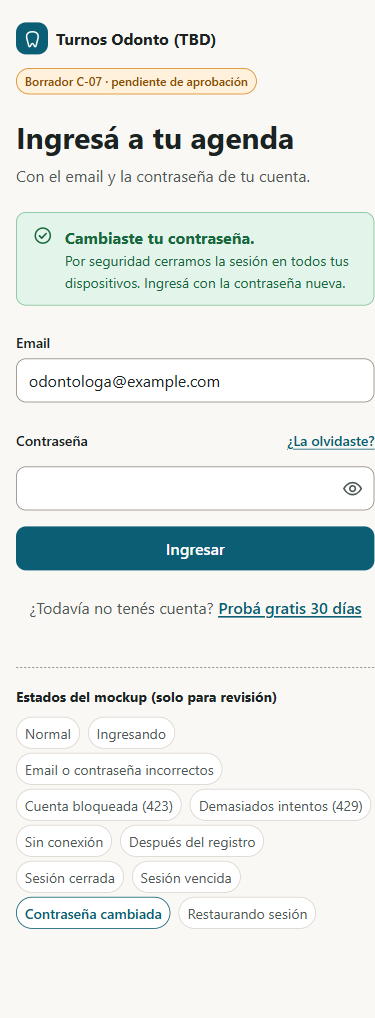 Turnos Odonto (TBD)
Borrador C-07 · pendiente de aprobación
Ingresá a tu agenda
Con el email y la contraseña de tu cuenta.
Cambiaste tu contraseña.
Por seguridad cerramos la sesión en todos tus
dispositivos. Ingresá con la contraseña nueva.
Email
odontologa@example.com
Contraseña ¿La olvidaste?
Ingresar
¿Todavía no tenés cuenta? Probá gratis 30 días
Estados del mockup (solo para revisión)
Normal Ingresando
Email o contraseña incorrectos
Cuenta bloqueada (423) Demasiados intentos (429)
Sin conexión Después del registro
Sesión cerrada Sesión vencida
Contraseña cambiada Restaurando sesión